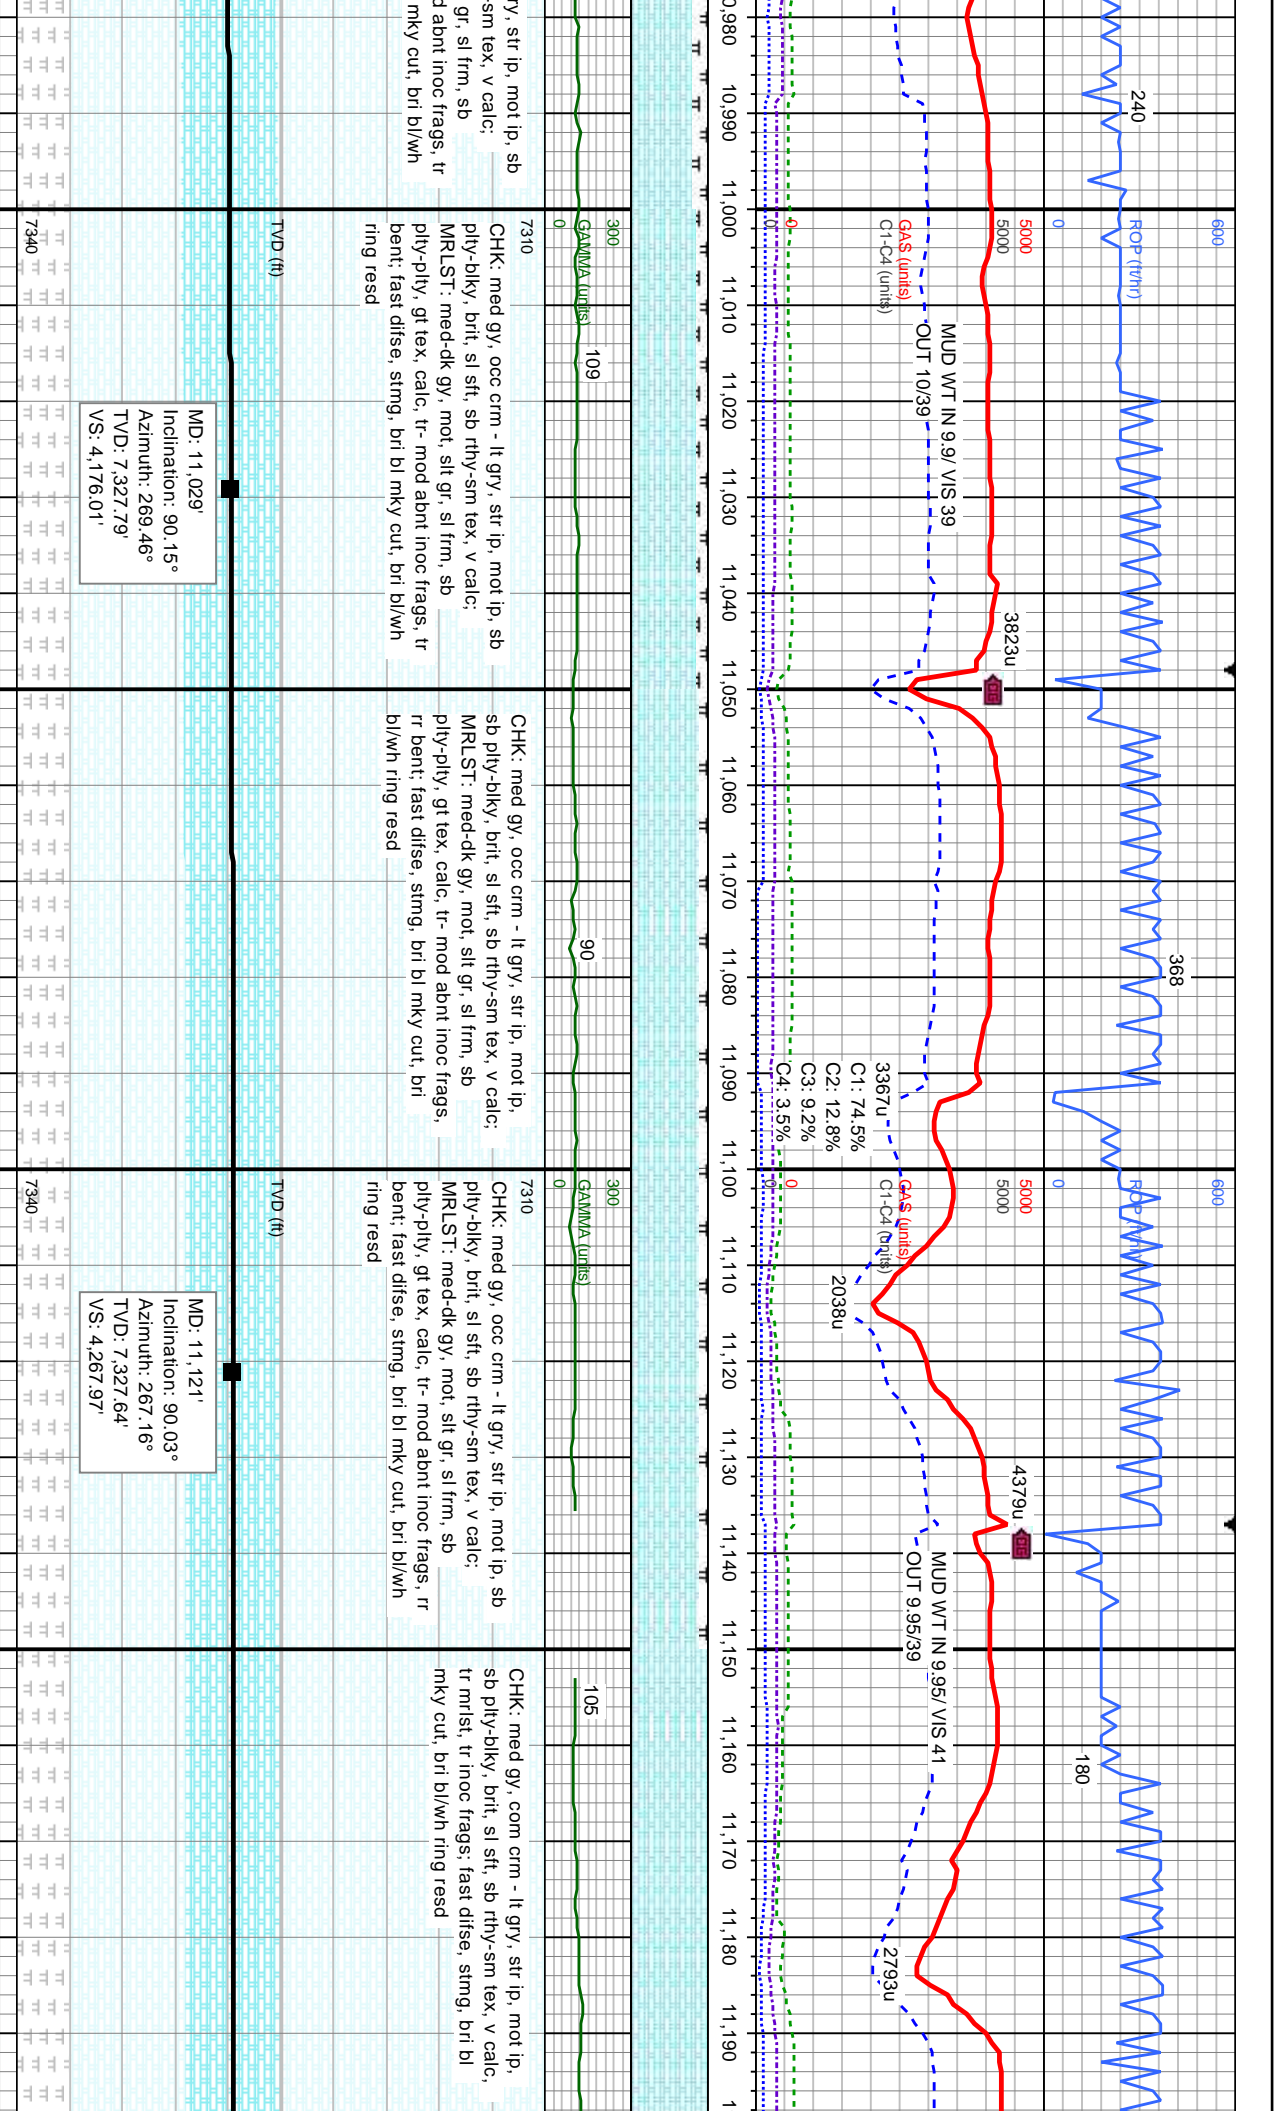 240
600
ROP (ft/hr)
0
368
600
ROP (ft/hr)
0
180
5000
5000
GAS (units)
C1-C4 (units)
0
0
MUD WT IN 9.9/ VIS 39
OUT 10/39
3823u
3367u
C1: 74.5%
C2: 12.8%
C3: 9.2%
C4: 3.5%
5000
5000
GAS (units)
C1-C4 (units)
0
0
2038u
4379u
MUD WT IN 9.95/ VIS 41
OUT 9.95/39
2793u
0,980
10,990
11,000
11,010
11,020
11,030
11,040
11,050
11,060
11,070
11,080
11,090
11,100
11,110
11,120
11,130
11,140
11,150
11,160
11,170
11,180
11,190
300
GAMMA (units)
0
109
90
300
GAMMA (units)
0
105
ry, str ip, mot ip, sb
-sm tex, v calc;
gr, sl frm, sb
d abnt inoc frags, tr
mky cut, bri bl/wh
7310
CHK: med gy, occ crm - lt gry, str ip, mot ip, sb
plty-blky, brit, sl sft, sb rthy-sm tex, v calc;
MRLST: med-dk gy, mot, slt gr, sl frm, sb
plty-plty, gt tex, calc, tr- mod abnt inoc frags, tr
bent; fast difse, stmg, bri bl mky cut, bri bl/wh
ring resd
CHK: med gy, occ crm - lt gry, str ip, mot ip,
sb plty-blky, brit, sl sft, sb rthy-sm tex, v calc;
MRLST: med-dk gy, mot, slt gr, sl frm, sb
plty-plty, gt tex, calc, tr- mod abnt inoc frags,
rr bent; fast difse, stmg, bri bl mky cut, bri
bl/wh ring resd
7310
CHK: med gy, occ crm - lt gry, str ip, mot ip, sb
plty-blky, brit, sl sft, sb rthy-sm tex, v calc;
MRLST: med-dk gy, mot, slt gr, sl frm, sb
plty-plty, gt tex, calc, tr- mod abnt inoc frags, rr
bent; fast difse, stmg, bri bl mky cut, bri bl/wh
ring resd
CHK: med gy, com crm - lt gry, str ip, mot ip,
sb plty-blky, brit, sl sft, sb rthy-sm tex, v calc,
tr mrlst, tr inoc frags; fast difse, stmg, bri bl
mky cut, bri bl/wh ring resd
TVD (ft)
7340
MD: 11,029'
Inclination: 90.15°
Azimuth: 269.46°
TVD: 7,327.79'
VS: 4,176.01'
TVD (ft)
7340
MD: 11,121'
Inclination: 90.03°
Azimuth: 267.16°
TVD: 7,327.64'
VS: 4,267.97'